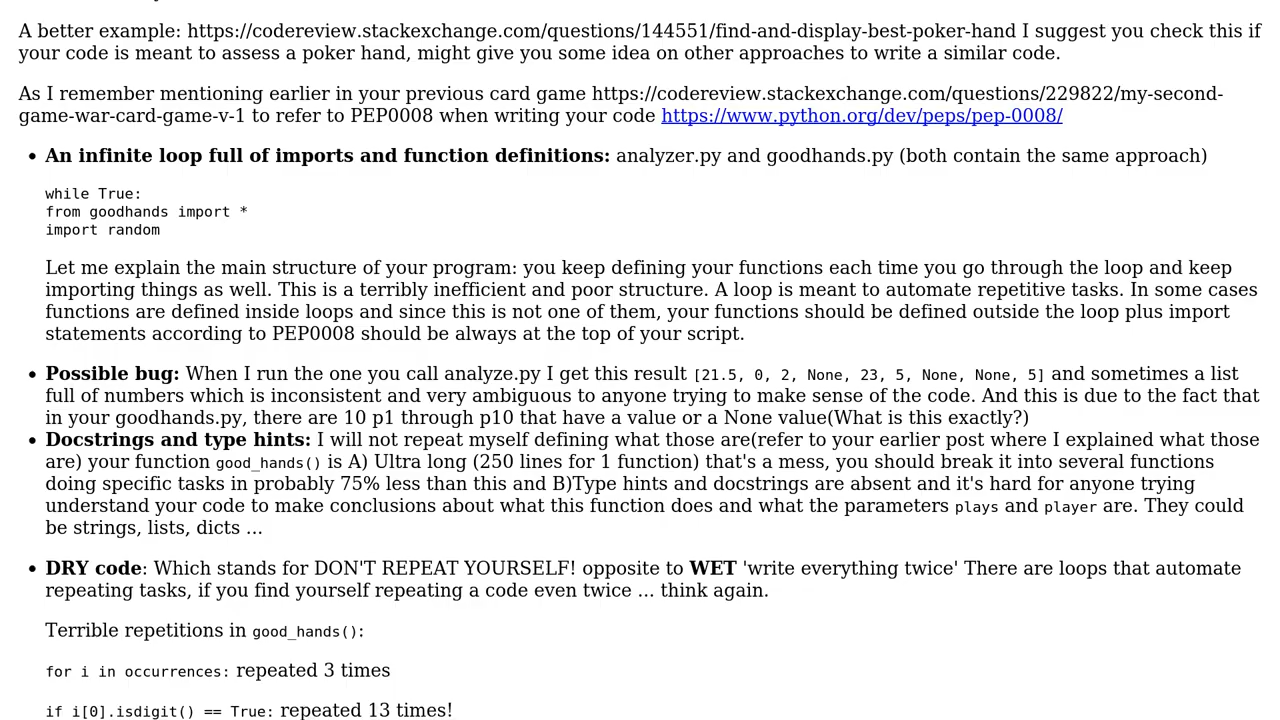 A better example: https://codereview.stackexchange.com/questions/144551/find-and-display-best-poker-hand I suggest you check this if
your code is meant to assess a poker hand, might give you some idea on other approaches to write a similar code.
As I remember mentioning earlier in your previous card game https://codereview.stackexchange.com/questions/229822/my-second-
game-war-card-game-v-1 to refer to PEP0008 when writing your code https://www.python.org/dev/peps/pep-0008/
• An infinite loop full of imports and function definitions: analyzer.py and goodhands.py (both contain the same approach)
while True:
from goodhands import *
import random
Let me explain the main structure of your program: you keep defining your functions each time you go through the loop and keep
importing things as well. This is a terribly inefficient and poor structure. A loop is meant to automate repetitive tasks. In some cases
functions are defined inside loops and since this is not one of them, your functions should be defined outside the loop plus import
statements according to PEP0008 should be always at the top of your script.
• Possible bug: When I run the one you call analyze.py I get this result [21.5, 0, 2, None, 23, 5, None, None, 5] and sometimes a list
full of numbers which is inconsistent and very ambiguous to anyone trying to make sense of the code. And this is due to the fact that
in your goodhands.py, there are 10 p1 through p10 that have a value or a None value(What is this exactly?)
• Docstrings and type hints: I will not repeat myself defining what those are(refer to your earlier post where I explained what those
are) your function good_hands() is A) Ultra long (250 lines for 1 function) that's a mess, you should break it into several functions
doing specific tasks in probably 75% less than this and B)Type hints and docstrings are absent and it's hard for anyone trying
understand your code to make conclusions about what this function does and what the parameters plays and player are. They could
be strings, lists, dicts ...
• DRY code: Which stands for DON'T REPEAT YOURSELF! opposite to WET 'write everything twice' There are loops that automate
repeating tasks, if you find yourself repeating a code even twice ... think again.
Terrible repetitions in good_hands():
for i in occurrences: repeated 3 times
if i[0].isdigit() == True: repeated 13 times!